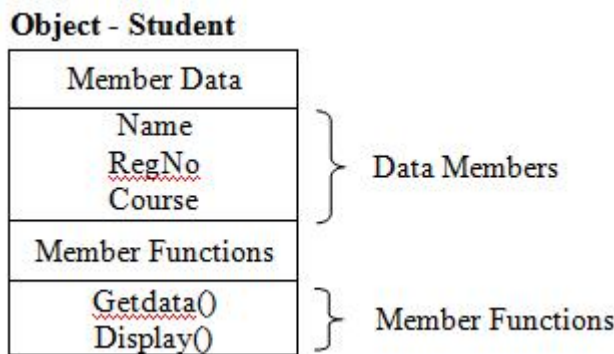 Object - Student
Member Data
Name
RegNo
Course
Data Members
Member Functions
Getdata()
Display()
Member Functions